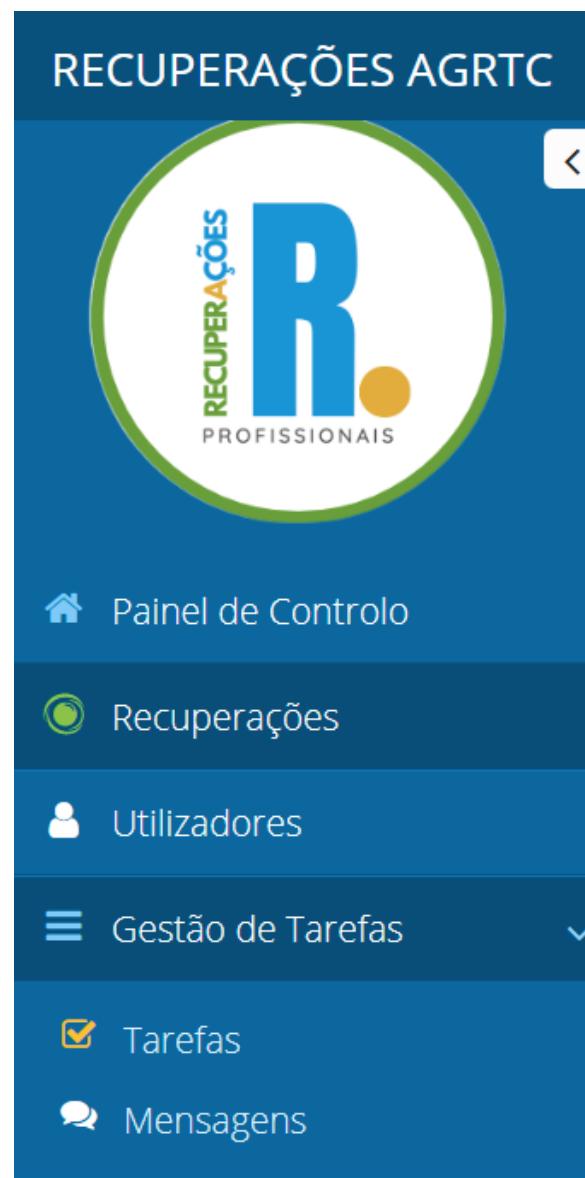 RECUPERAÇÕES AGRTC
RECUPERAÇÕES
R.
PROFISSIONAIS
Painel de Controlo
Recuperações
Utilizadores
Gestão de Tarefas
Tarefas
Mensagens